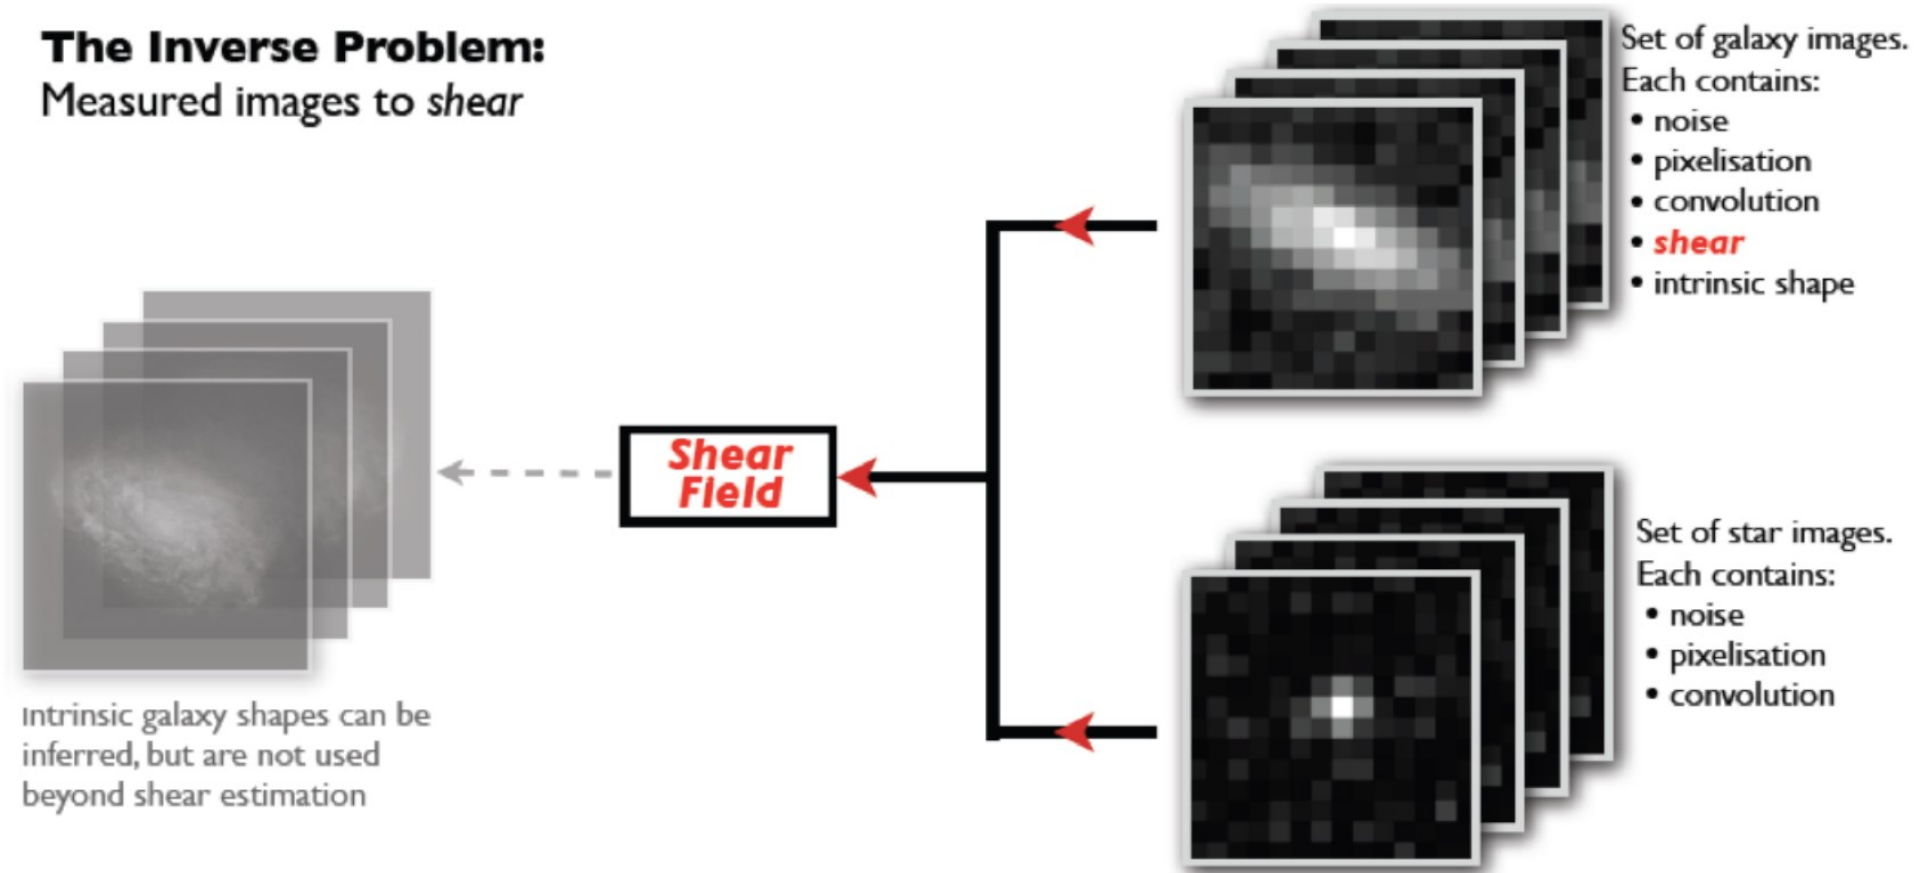 The Inverse Problem:
Measured images to shear
Set of galaxy images.
Each contains:
• noise
• pixelisation
• convolution
• shear
• intrinsic shape
Shear
Field
Set of star images.
Each contains:
• noise
• pixelisation
• convolution
Intrinsic galaxy shapes can be
inferred, but are not used
beyond shear estimation